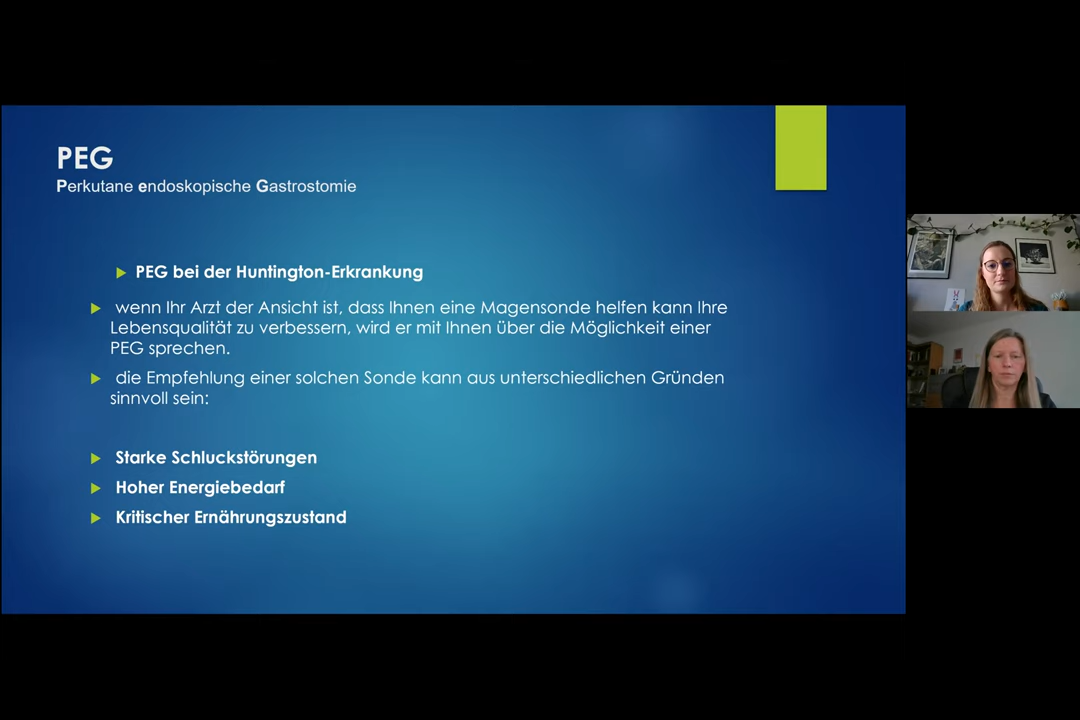 PEG
Perkutane endoskopische Gastrostomie
PEG bei der Huntington-Erkrankung
wenn Ihr Arzt der Ansicht ist, dass Ihnen eine Magensonde helfen kann Ihre
Lebensqualität zu verbessern, wird er mit Ihnen über die Möglichkeit einer
PEG sprechen.
die Empfehlung einer solchen Sonde kann aus unterschiedlichen Gründen
sinnvoll sein:
Starke Schluckstörungen
Hoher Energiebedarf
Kritischer Ernährungszustand